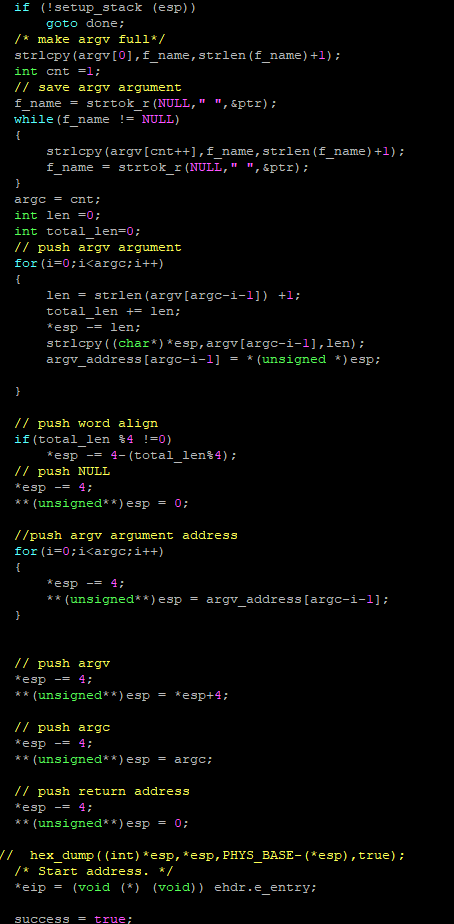 if (!setup_stack (esp))
goto done;
/* make argv full*/
strlcpy(argv[0],f_name,strlen(f_name)+1);
int cnt =1;
// save argv argument
f_name = strtok_r(NULL," ",&ptr);
while(f_name != NULL)
{
strlcpy(argv[cnt++],f_name,strlen(f_name)+1);
f_name = strtok_r(NULL," ",&ptr);
}
argc = cnt;
int len =0;
int total_len=0;
// push argv argument
for(i=0;i<argc;i++)
{
len = strlen(argv[argc-i-1]) +1;
total_len += len;
*esp -= len;
strlcpy((char*)*esp,argv[argc-i-1],len);
argv_address[argc-i-1] = *(unsigned *)esp;
}
// push word align
if(total_len %4 !=0)
*esp -= 4-(total_len%4);
// push NULL
*esp -= 4;
**(unsigned**)esp = 0;
//push argv argument address
for(i=0;i<argc;i++)
{
*esp -= 4;
**(unsigned**)esp = argv_address[argc-i-1];
}
// push argv
*esp -= 4;
**(unsigned**)esp = *esp+4;
// push argc
*esp -= 4;
**(unsigned**)esp = argc;
// push return address
*esp -= 4;
**(unsigned**)esp = 0;
// hex_dump((int)*esp,*esp,PHYS_BASE-(*esp),true);
/* Start address. */
*eip = (void (*) (void)) ehdr.e_entry;
success = true;